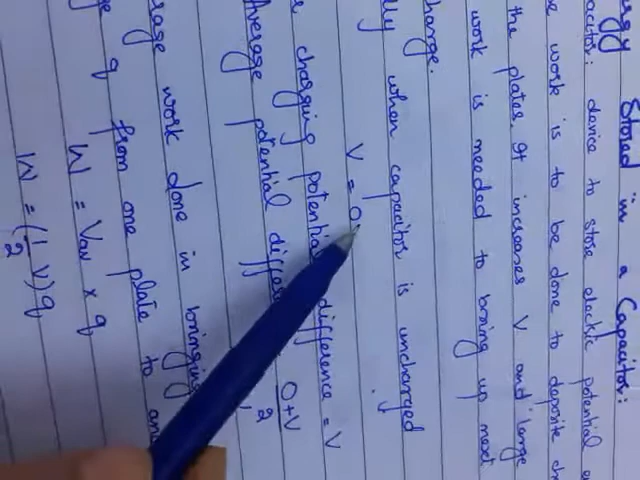 Stored in a Capacitor:
device to store electric potential
work is to be done to deposite
the plates. It increases V and large
work is needed to bring up next
charge.
when capacitor is uncharged
V = 0
charging potential difference = V
Average potential 0+V
2
work done in bringing
q from one plate to
W = Vav × q
W = (1/2 V)q